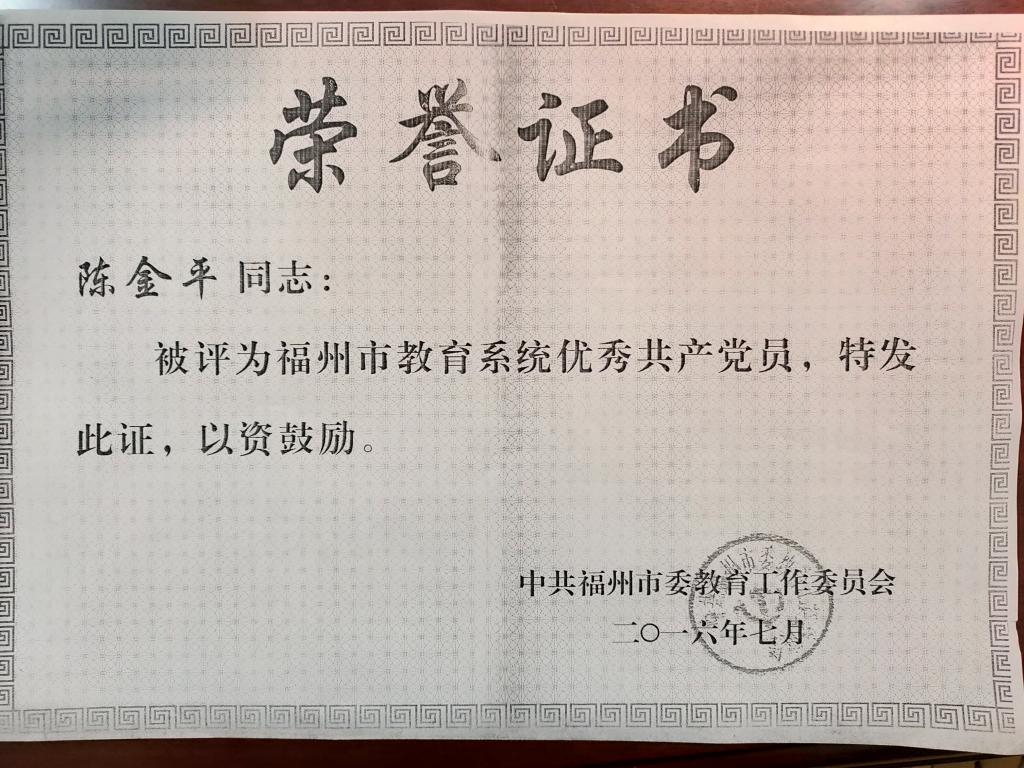 荣誉证书
陈金平 同志：
被评为福州市教育系统优秀共产党员，特发
此证，以资鼓励。
中共福州市委教育工作委员会
二〇一六年七月